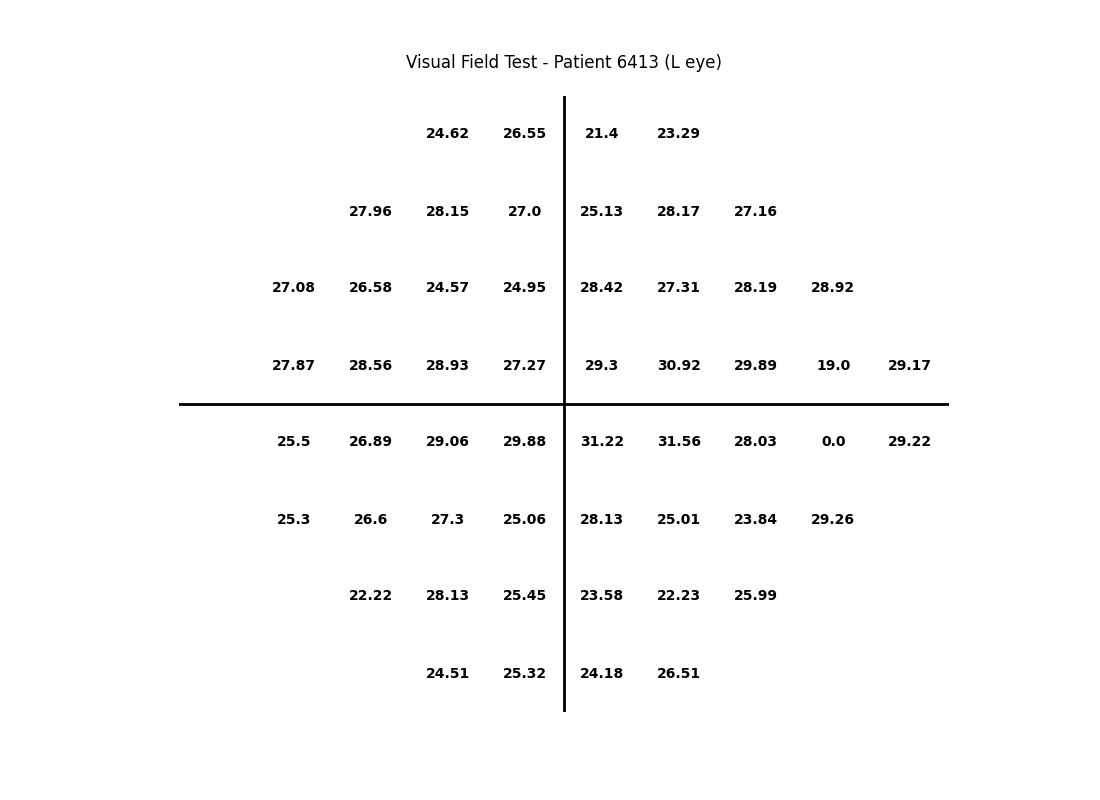 Visual Field Test - Patient 6413 (L eye)
24.62 26.55 21.4 23.29
27.96 28.15 27.0 25.13 28.17 27.16
27.08 26.58 24.57 24.95 28.42 27.31 28.19 28.92
27.87 28.56 28.93 27.27 29.3 30.92 29.89 19.0 29.17
25.5 26.89 29.06 29.88 31.22 31.56 28.03 0.0 29.22
25.3 26.6 27.3 25.06 28.13 25.01 23.84 29.26
22.22 28.13 25.45 23.58 22.23 25.99
24.51 25.32 24.18 26.51